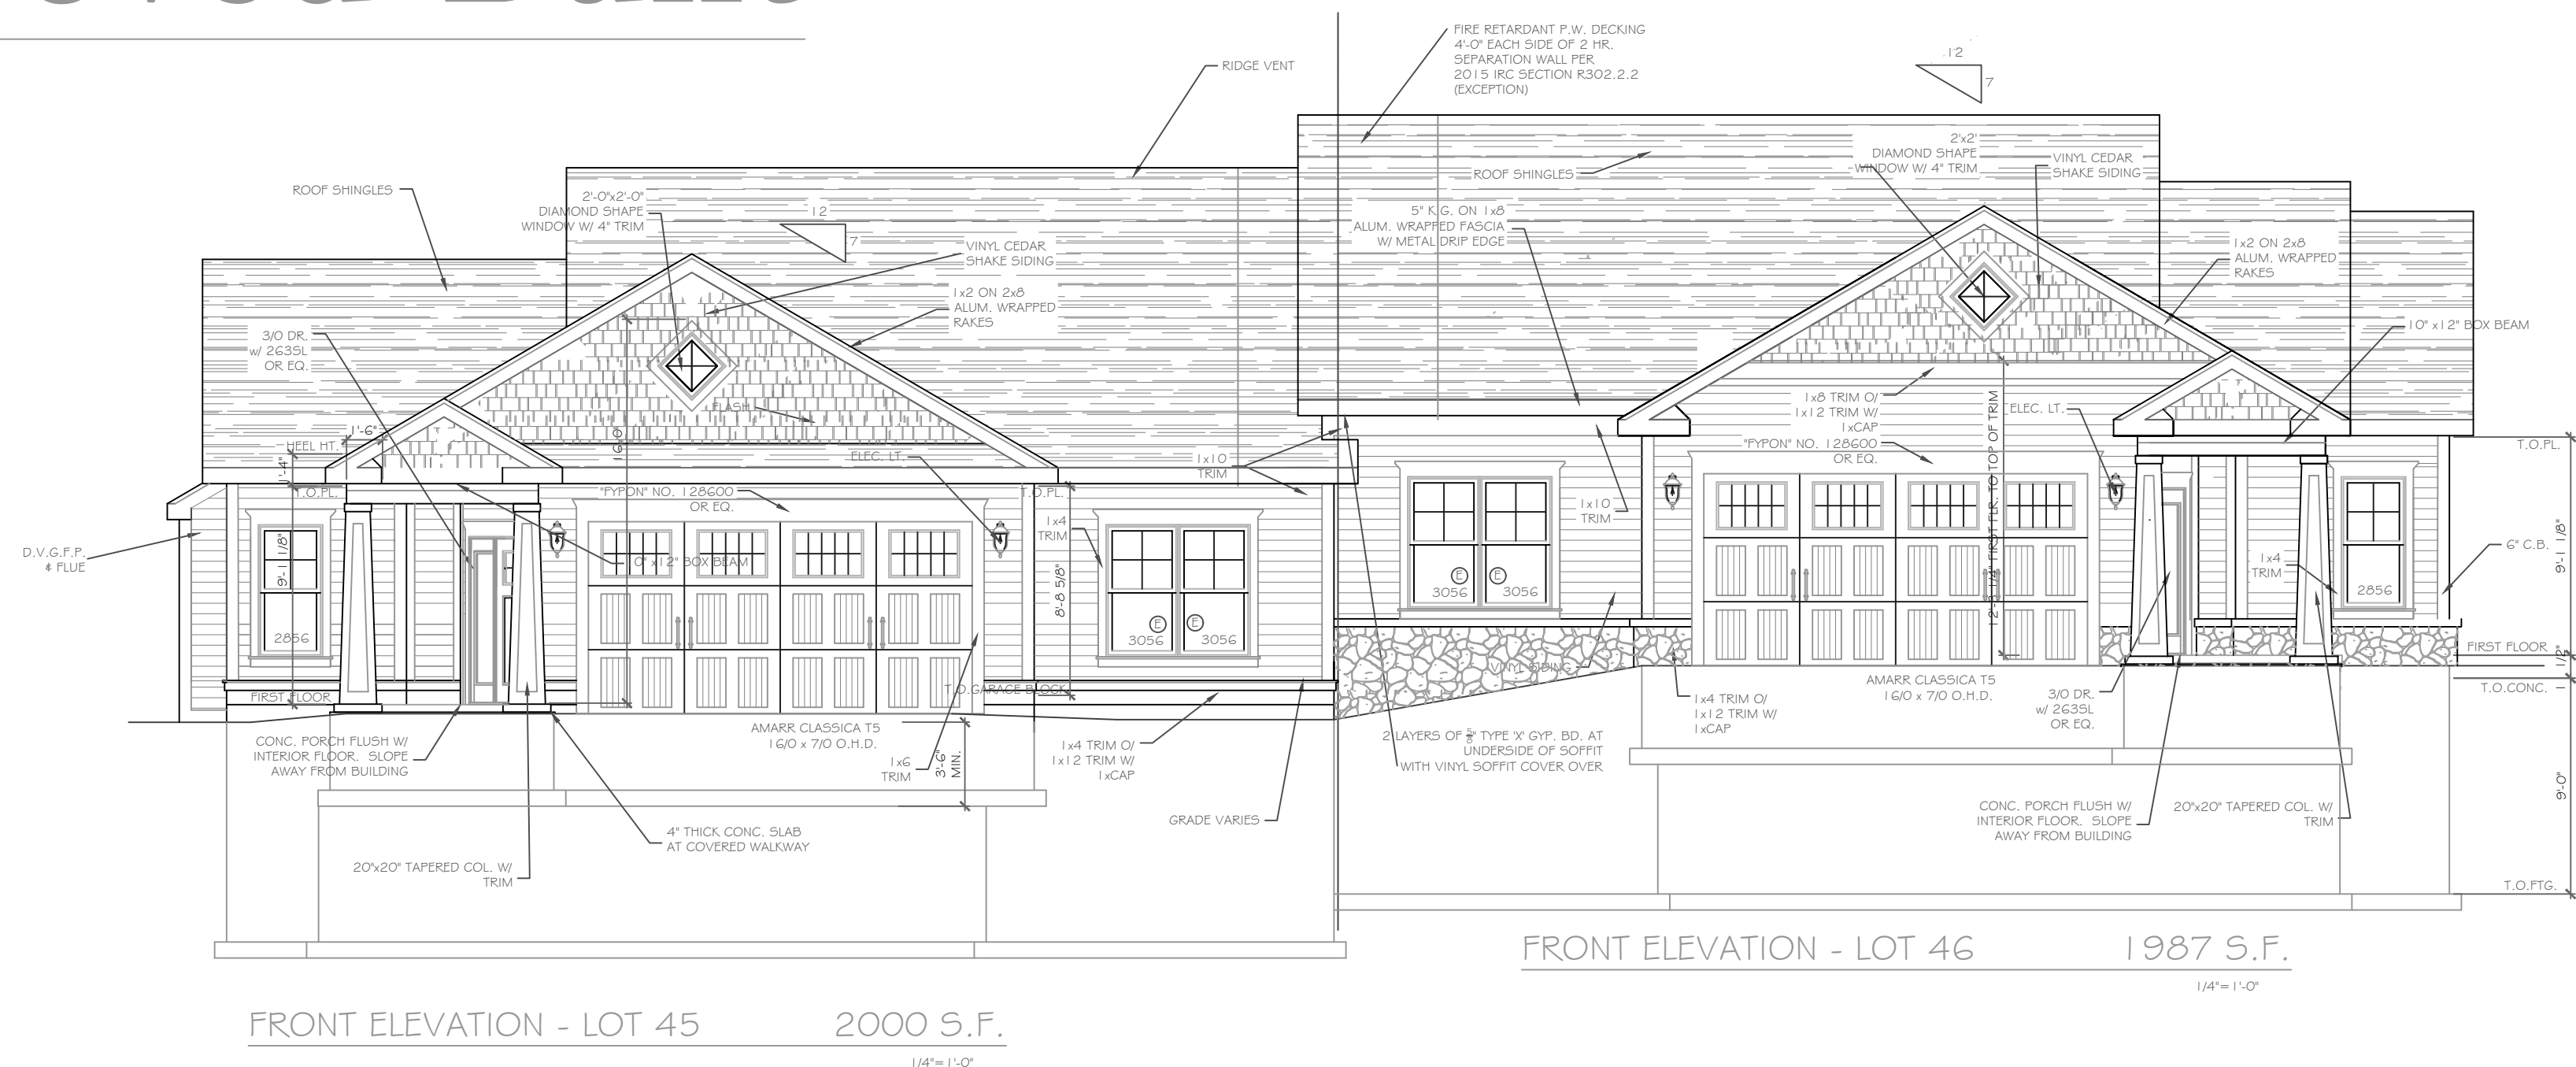 FIRE RETARDANT P.W. DECKING
4'-0" EACH SIDE OF 2 HR.
SEPARATION WALL PER
2015 IRC SECTION R302.2.2
(EXCEPTION)
RIDGE VENT
12
7
ROOF SHINGLES
2'-0"x2'-0"
DIAMOND SHAPE
WINDOW W/ 4" TRIM
12
7
VINYL CEDAR
SHAKE SIDING
1x2 ON 2x8
ALUM. WRAPPED
RAKES
3/0 DR.
w/ 263SL
OR EQ.
FLASH
1'-6"
HEEL HT.
1'-4"
T.O.PL.
ELEC. LT.
"FYPON" NO. 128600
OR EQ.
T.O.PL.
1x4
TRIM
1x10
TRIM
D.V.G.F.P.
& FLUE
9'-1 1/8"
0" x12" BOX BEAM
8'-8 5/8"
2856
E
3056
E
3056
FIRST FLOOR
T.O.GARAGE BLOCK
CONC. PORCH FLUSH W/
INTERIOR FLOOR. SLOPE
AWAY FROM BUILDING
AMARR CLASSICA T5
16/0 x 7/0 O.H.D.
1x6
TRIM
3'-6"
MIN.
1x4 TRIM O/
1x12 TRIM W/
1xCAP
GRADE VARIES
4" THICK CONC. SLAB
AT COVERED WALKWAY
20"x20" TAPERED COL. W/
TRIM
FRONT ELEVATION - LOT 45 2000 S.F.
1/4"= 1'-0"
ROOF SHINGLES
2'x2'
DIAMOND SHAPE
WINDOW W/ 4" TRIM
VINYL CEDAR
SHAKE SIDING
5" K.G. ON 1x8
ALUM. WRAPPED FASCIA
W/ METAL DRIP EDGE
1x2 ON 2x8
ALUM. WRAPPED
RAKES
10" x12" BOX BEAM
1x8 TRIM O/
1x12 TRIM W/
1xCAP
"FYPON" NO. 128600
OR EQ.
ELEC. LT.
FIRST FLR. TO TOP OF TRIM
T.O.PL.
1x10
TRIM
E
3056
E
3056
1x4
TRIM
2856
6" C.B.
9'-1 1/8"
VINYL SIDING
FIRST FLOOR
T.O.CONC.
AMARR CLASSICA T5
16/0 x 7/0 O.H.D.
1x4 TRIM O/
1x12 TRIM W/
1xCAP
3/0 DR.
w/ 263SL
OR EQ.
2 LAYERS OF 5/8" TYPE 'X' GYP. BD. AT
UNDERSIDE OF SOFFIT
WITH VINYL SOFFIT COVER OVER
CONC. PORCH FLUSH W/
INTERIOR FLOOR. SLOPE
AWAY FROM BUILDING
20"x20" TAPERED COL. W/
TRIM
9'-0"
T.O.FTG.
FRONT ELEVATION - LOT 46 1987 S.F.
1/4"= 1'-0"